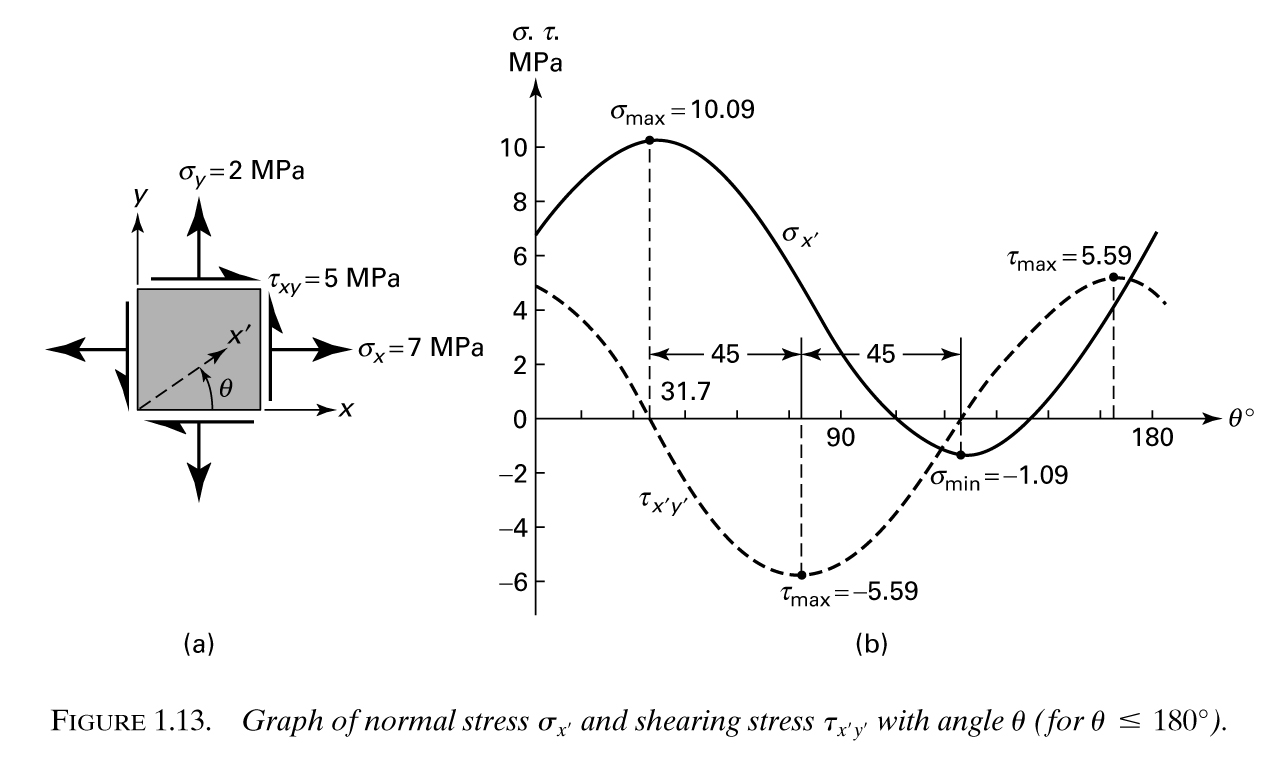 σy=2 MPa
y
τxy=5 MPa
x′
σx=7 MPa
θ
x
(a)
σ. τ.
MPa
σmax=10.09
10
8
6
4
2
0
−2
−4
−6
σx′
τmax=5.59
45
45
31.7
90
180
θ°
σmin=−1.09
τx′y′
τmax=−5.59
(b)
FIGURE 1.13. Graph of normal stress σx′ and shearing stress τx′y′ with angle θ (for θ ≤ 180°).